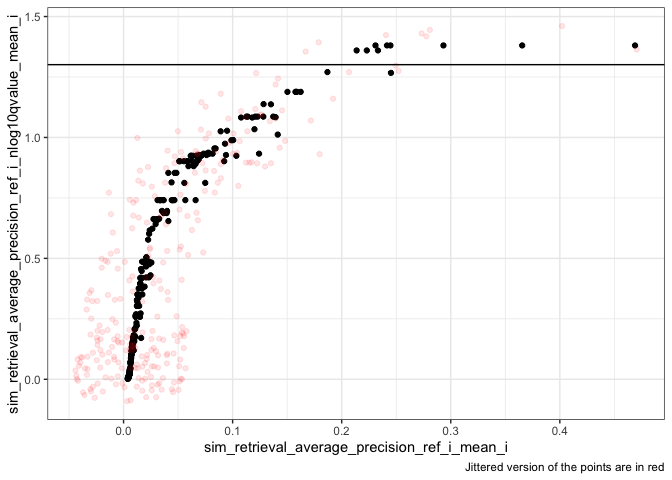 sim_retrieval_average_precision_ref_i_nlog10qvalue_mean_i
1.5
1.0
0.5
0.0
0.0 0.1 0.2 0.3 0.4
sim_retrieval_average_precision_ref_i_mean_i
Jittered version of the points are in red